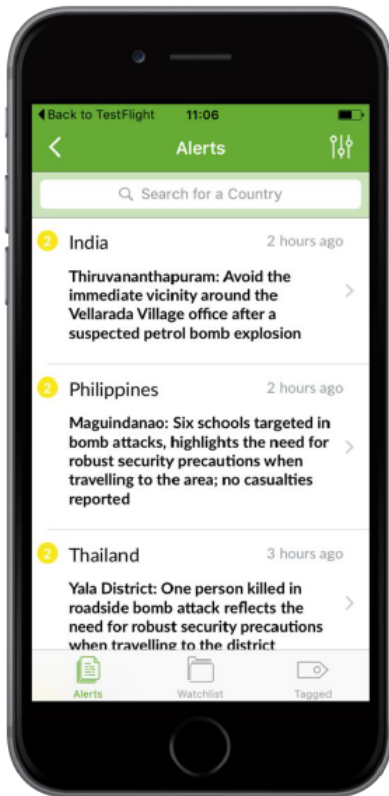 Back to TestFlight 11:06
Alerts
Search for a Country
2 India 2 hours ago
Thiruvananthapuram: Avoid the
immediate vicinity around the
Vellarada Village office after a
suspected petrol bomb explosion
2 Philippines 2 hours ago
Maguindanao: Six schools targeted in
bomb attacks, highlights the need for
robust security precautions when
travelling to the area; no casualties
reported
2 Thailand 3 hours ago
Yala District: One person killed in
roadside bomb attack reflects the
need for robust security precautions
when travelling to the district
Alerts Watchlist Tagged